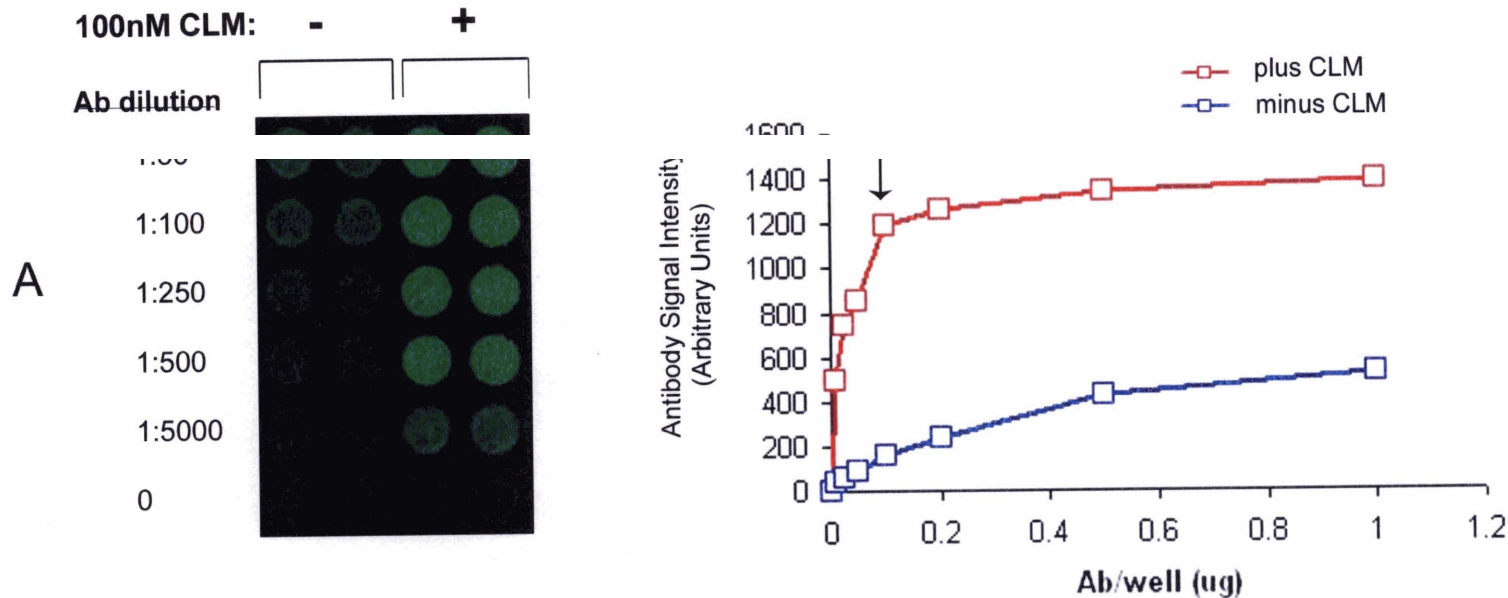 100nM CLM: - +
Ab dilution
A
1:100
1:250
1:500
1:5000
0
plus CLM
minus CLM
Antibody Signal Intensity
(Arbitrary Units)
1600
1400
1200
1000
800
600
400
200
0
0 0.2 0.4 0.6 0.8 1 1.2
Ab/well (ug)